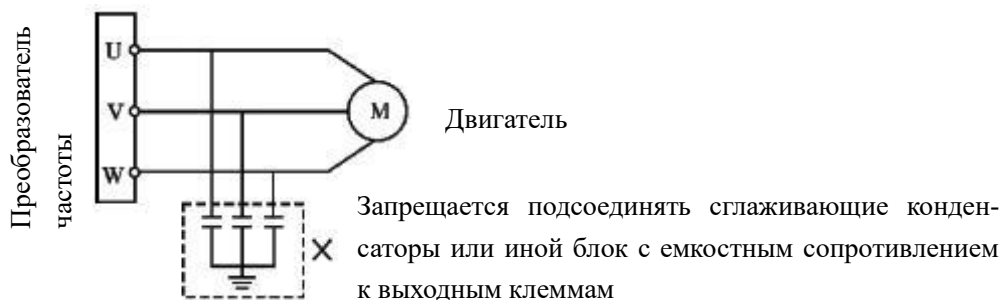 Преобразователь
частоты
U
V
W
M
Двигатель
Запрещается подсоединять сглаживающие конден-
саторы или иной блок с емкостным сопротивлением
к выходным клеммам